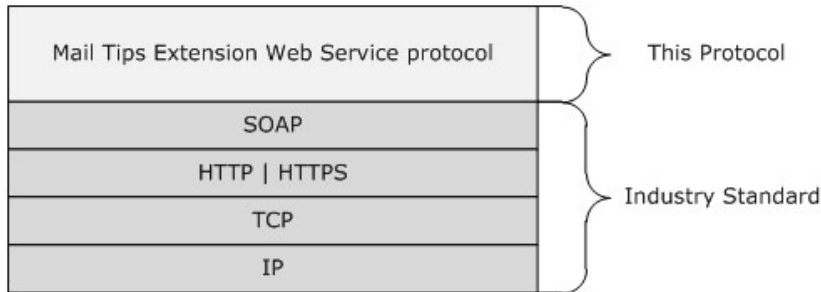 Mail Tips Extension Web Service protocol
This Protocol
SOAP
HTTP | HTTPS
TCP
IP
Industry Standard